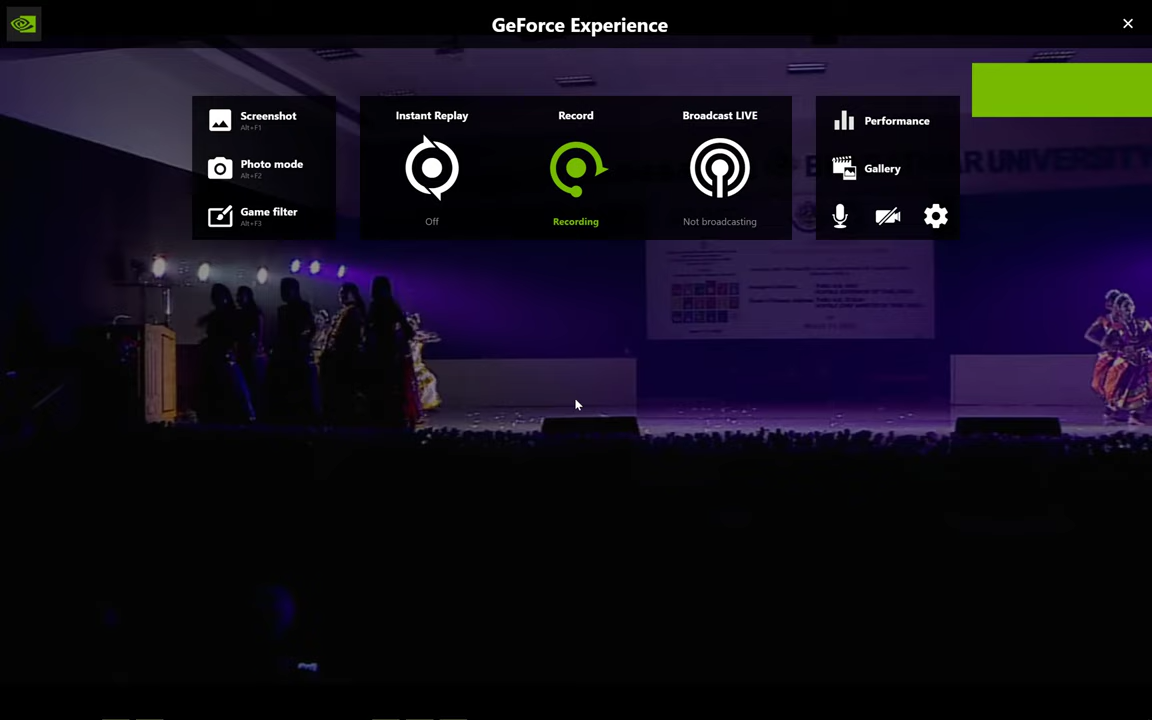 GeForce Experience
Screenshot
Alt+F1
Photo mode
Alt+F2
Game filter
Alt+F3
Instant Replay
Off
Record
Recording
Broadcast LIVE
Not broadcasting
Performance
Gallery
UNIVERSITY